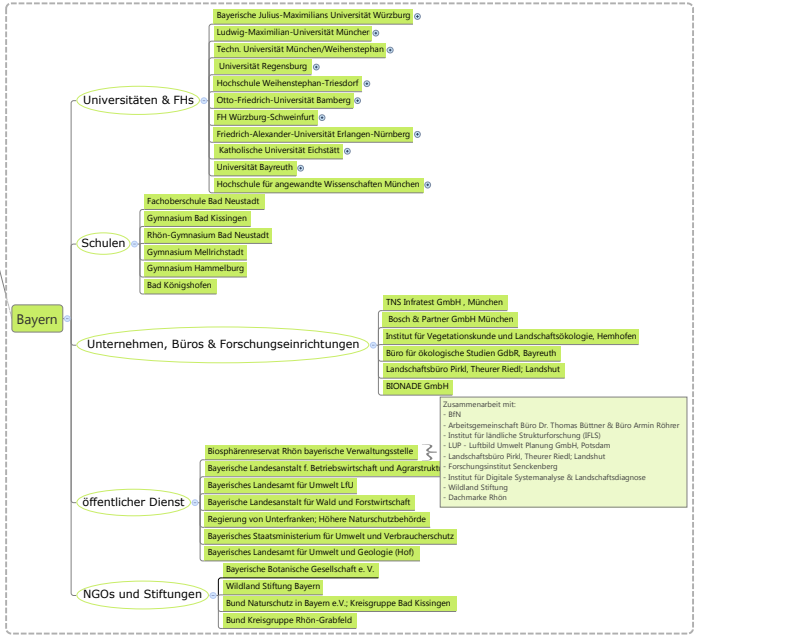 Bayern
Universitäten & FHs
Bayerische Julius-Maximilians Universität Würzburg
Ludwig-Maximilian-Universität Müncher
Techn. Universität München/Weihenstephan
Universität Regensburg
Hochschule Weihenstephan-Triesdorf
Otto-Friedrich-Universität Bamberg
FH Würzburg-Schweinfurt
Friedrich-Alexander-Universität Erlangen-Nürnberg
Katholische Universität Eichstätt
Universität Bayreuth
Hochschule für angewandte Wissenschaften München
Schulen
Fachoberschule Bad Neustadt
Gymnasium Bad Kissingen
Rhön-Gymnasium Bad Neustadt
Gymnasium Mellrichstadt
Gymnasium Hammelburg
Bad Königshofen
Unternehmen, Büros & Forschungseinrichtungen
TNS Infratest GmbH , München
Bosch & Partner GmbH München
Institut für Vegetationskunde und Landschaftsökologie, Hemhofen
Büro für ökologische Studien GdbR, Bayreuth
Landschaftsbüro Pirkl, Theurer Riedl; Landshut
BIONADE GmbH
öffentlicher Dienst
Biosphärenreservat Rhön bayerische Verwaltungsstelle
Zusammenarbeit mit:
- BfN
- Arbeitsgemeinschaft Büro Dr. Thomas Büttner & Büro Armin Röhrer
- Institut für ländliche Strukturforschung (IFLS)
- LUP - Luftbild Umwelt Planung GmbH, Potsdam
- Landschaftsbüro Pirkl, Theurer Riedl; Landshut
- Forschungsinstitut Senckenberg
- Institut für Digitale Systemanalyse & Landschaftsdiagnose
- Wildland Stiftung
- Dachmarke Rhön
Bayerische Landesanstalt f. Betriebswirtschaft und Agrarstrukt
Bayerisches Landesamt für Umwelt LfU
Bayerische Landesanstalt für Wald und Forstwirtschaft
Regierung von Unterfranken; Höhere Naturschutzbehörde
Bayerisches Staatsministerium für Umwelt und Verbraucherschutz
Bayerisches Landesamt für Umwelt und Geologie (Hof)
NGOs und Stiftungen
Bayerische Botanische Gesellschaft e. V.
Wildland Stiftung Bayern
Bund Naturschutz in Bayern e.V.; Kreisgruppe Bad Kissingen
Bund Kreisgruppe Rhön-Grabfeld